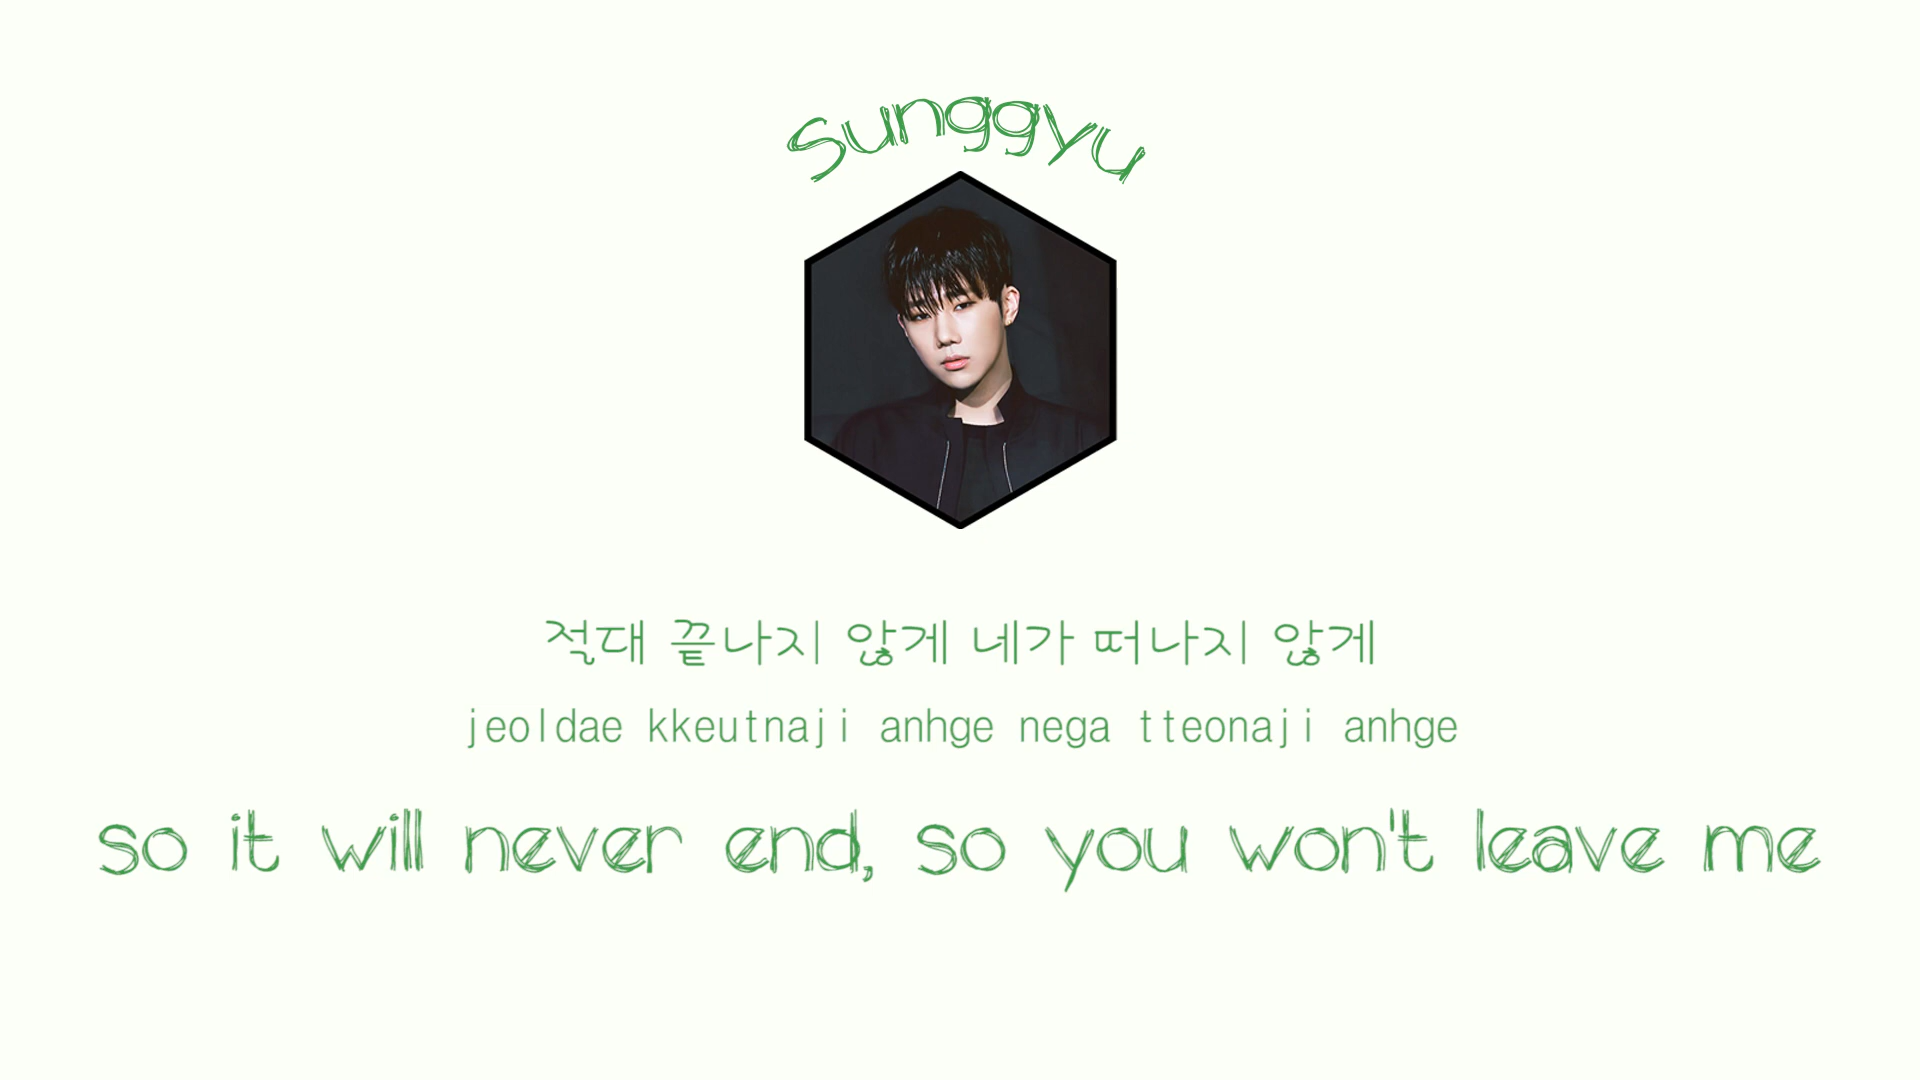 Sunggyu
절대 끝나지 않게 네가 떠나지 않게
jeoldae kkeutnaji anhge nega tteonaji anhge
so it will never end, so you won't leave me